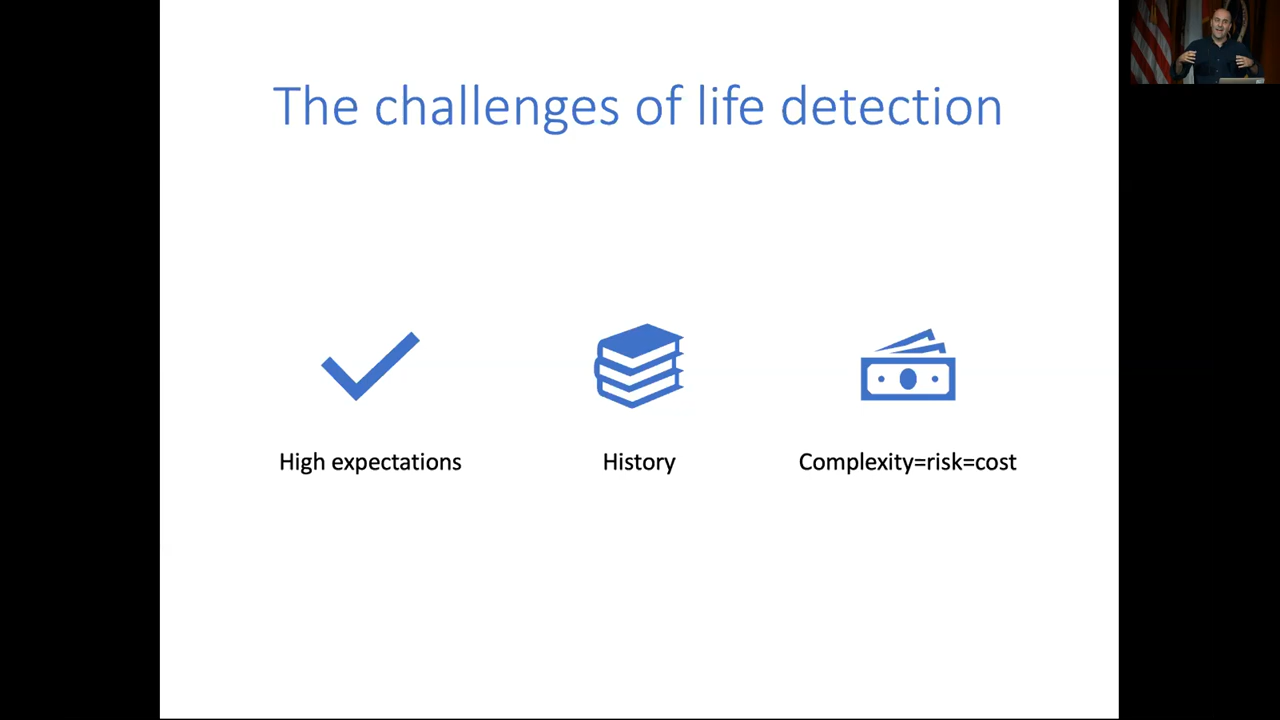 The challenges of life detection
High expectations
History
Complexity=risk=cost